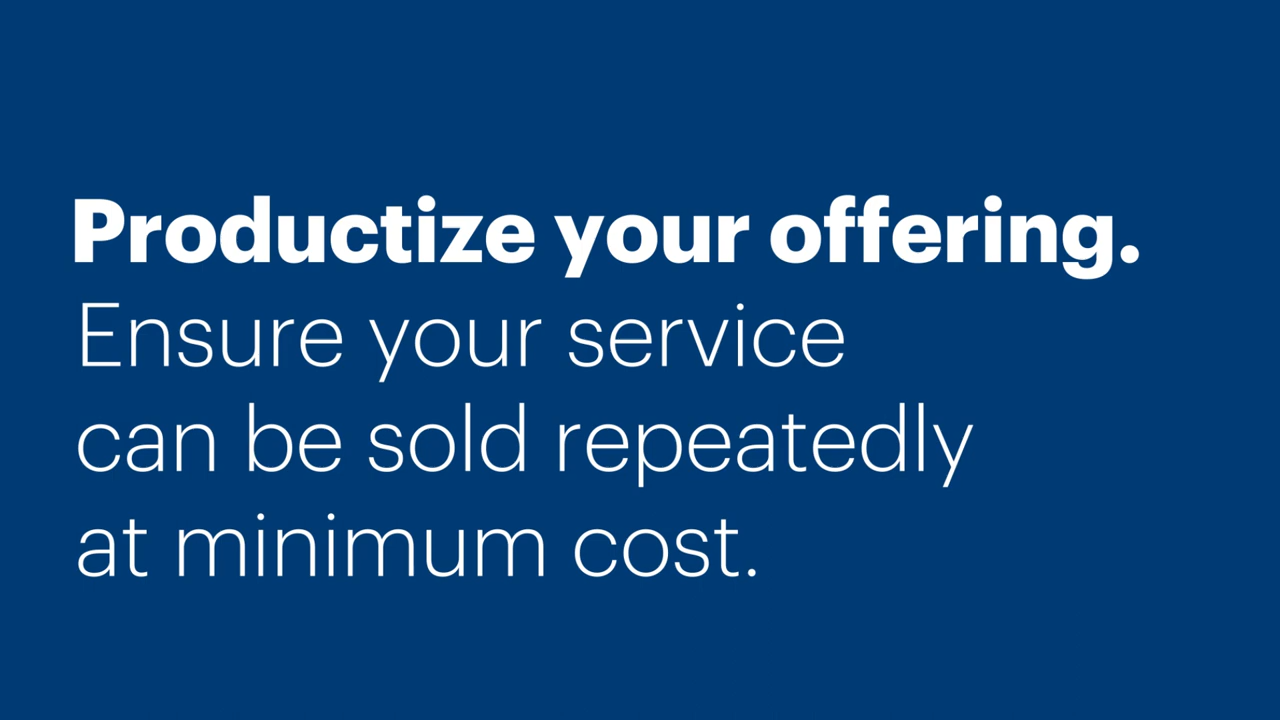 Productize your offering.
Ensure your service
can be sold repeatedly
at minimum cost.